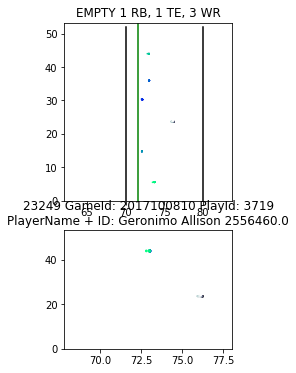 EMPTY 1 RB, 1 TE, 3 WR
50
40
30
20
10
0
65 70 75 80
23249 GameId: 2017100810 PlayId: 3719
PlayerName + ID: Geronimo Allison 2556460.0
40
20
0
70.0 72.5 75.0 77.5